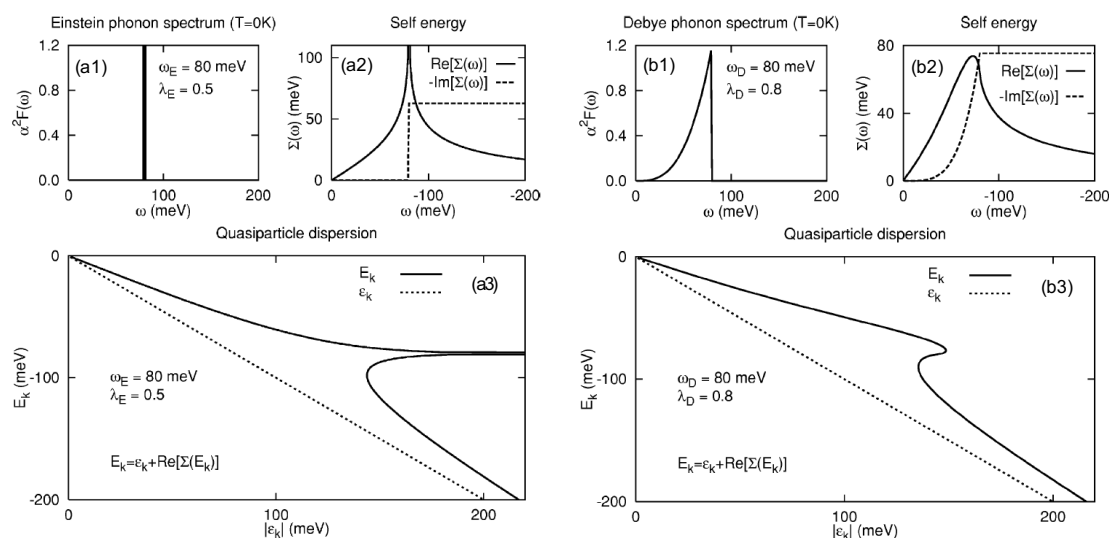 Einstein phonon spectrum (T=0K)
Self energy
Debye phonon spectrum (T=0K)
Self energy
1.2
0.8
0.4
0.0
α²F(ω)
(a1)
ω_E = 80 meV
λ_E = 0.5
0
100
200
ω (meV)
100
50
0
Σ(ω) (meV)
(a2)
Re[Σ(ω)]
-Im[Σ(ω)]
0
-100
-200
ω (meV)
1.2
0.8
0.4
0.0
α²F(ω)
(b1)
ω_D = 80 meV
λ_D = 0.8
0
100
200
ω (meV)
80
40
0
Σ(ω) (meV)
(b2)
Re[Σ(ω)]
-Im[Σ(ω)]
0
-100
-200
ω (meV)
Quasiparticle dispersion
0
-100
-200
E_k (meV)
E_k
ε_k
(a3)
ω_E = 80 meV
λ_E = 0.5
E_k=ε_k+Re[Σ(E_k)]
0
100
200
|ε_k| (meV)
Quasiparticle dispersion
0
-100
-200
E_k (meV)
E_k
ε_k
(b3)
ω_D = 80 meV
λ_D = 0.8
E_k=ε_k+Re[Σ(E_k)]
0
100
200
|ε_k| (meV)